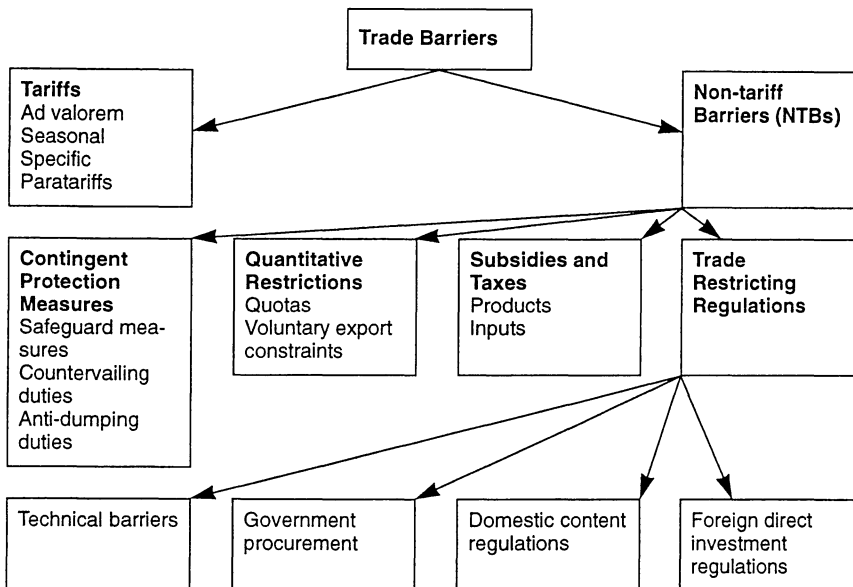 Trade Barriers
Tariffs
Ad valorem
Seasonal
Specific
Paratariffs
Non-tariff
Barriers (NTBs)
Contingent
Protection
Measures
Safeguard mea-
sures
Countervailing
duties
Anti-dumping
duties
Quantitative
Restrictions
Quotas
Voluntary export
constraints
Subsidies and
Taxes
Products
Inputs
Trade
Restricting
Regulations
Technical barriers
Government
procurement
Domestic content
regulations
Foreign direct
investment
regulations